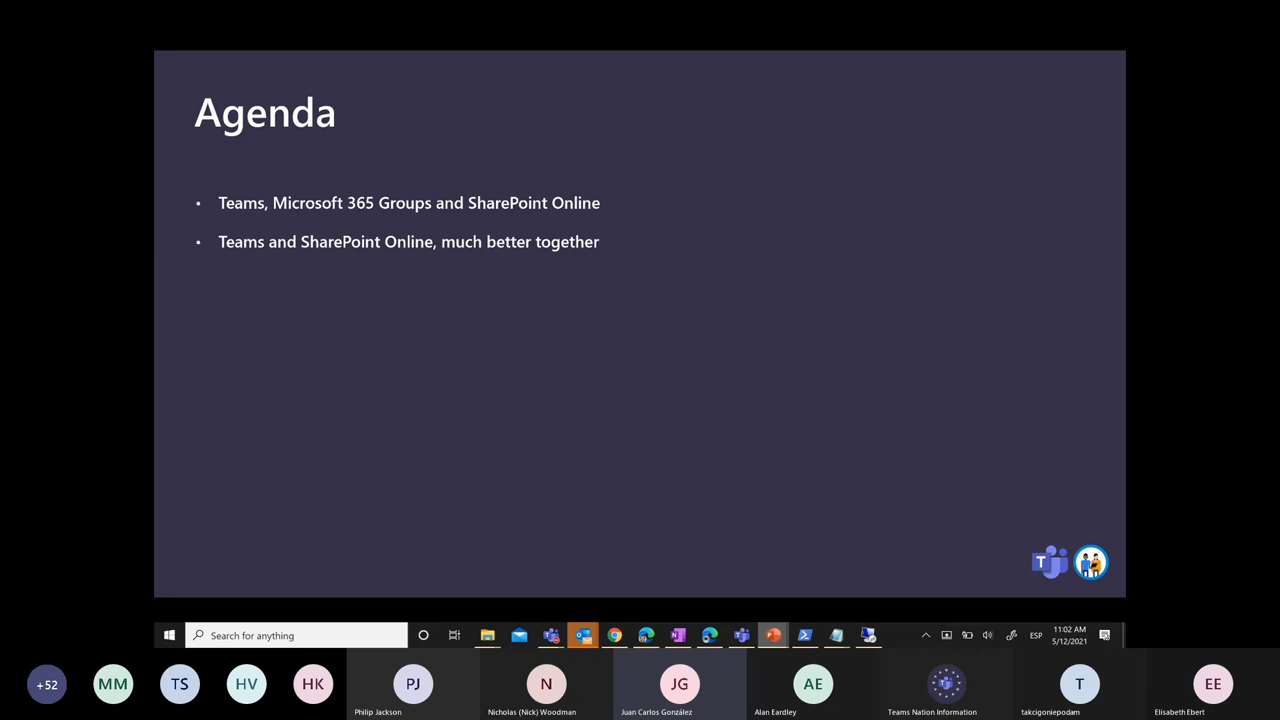 Agenda
• Teams, Microsoft 365 Groups and SharePoint Online
• Teams and SharePoint Online, much better together
T
Search for anything
ESP
11:02 AM
5/12/2021
+52
MM
TS
HV
HK
PJ
N
JG
AE
T
EE
Philip Jackson
Nicholas (Nick) Woodman
Juan Carlos González
Alan Eardley
Teams Nation Information
takcigoniepodam
Elisabeth Ebert